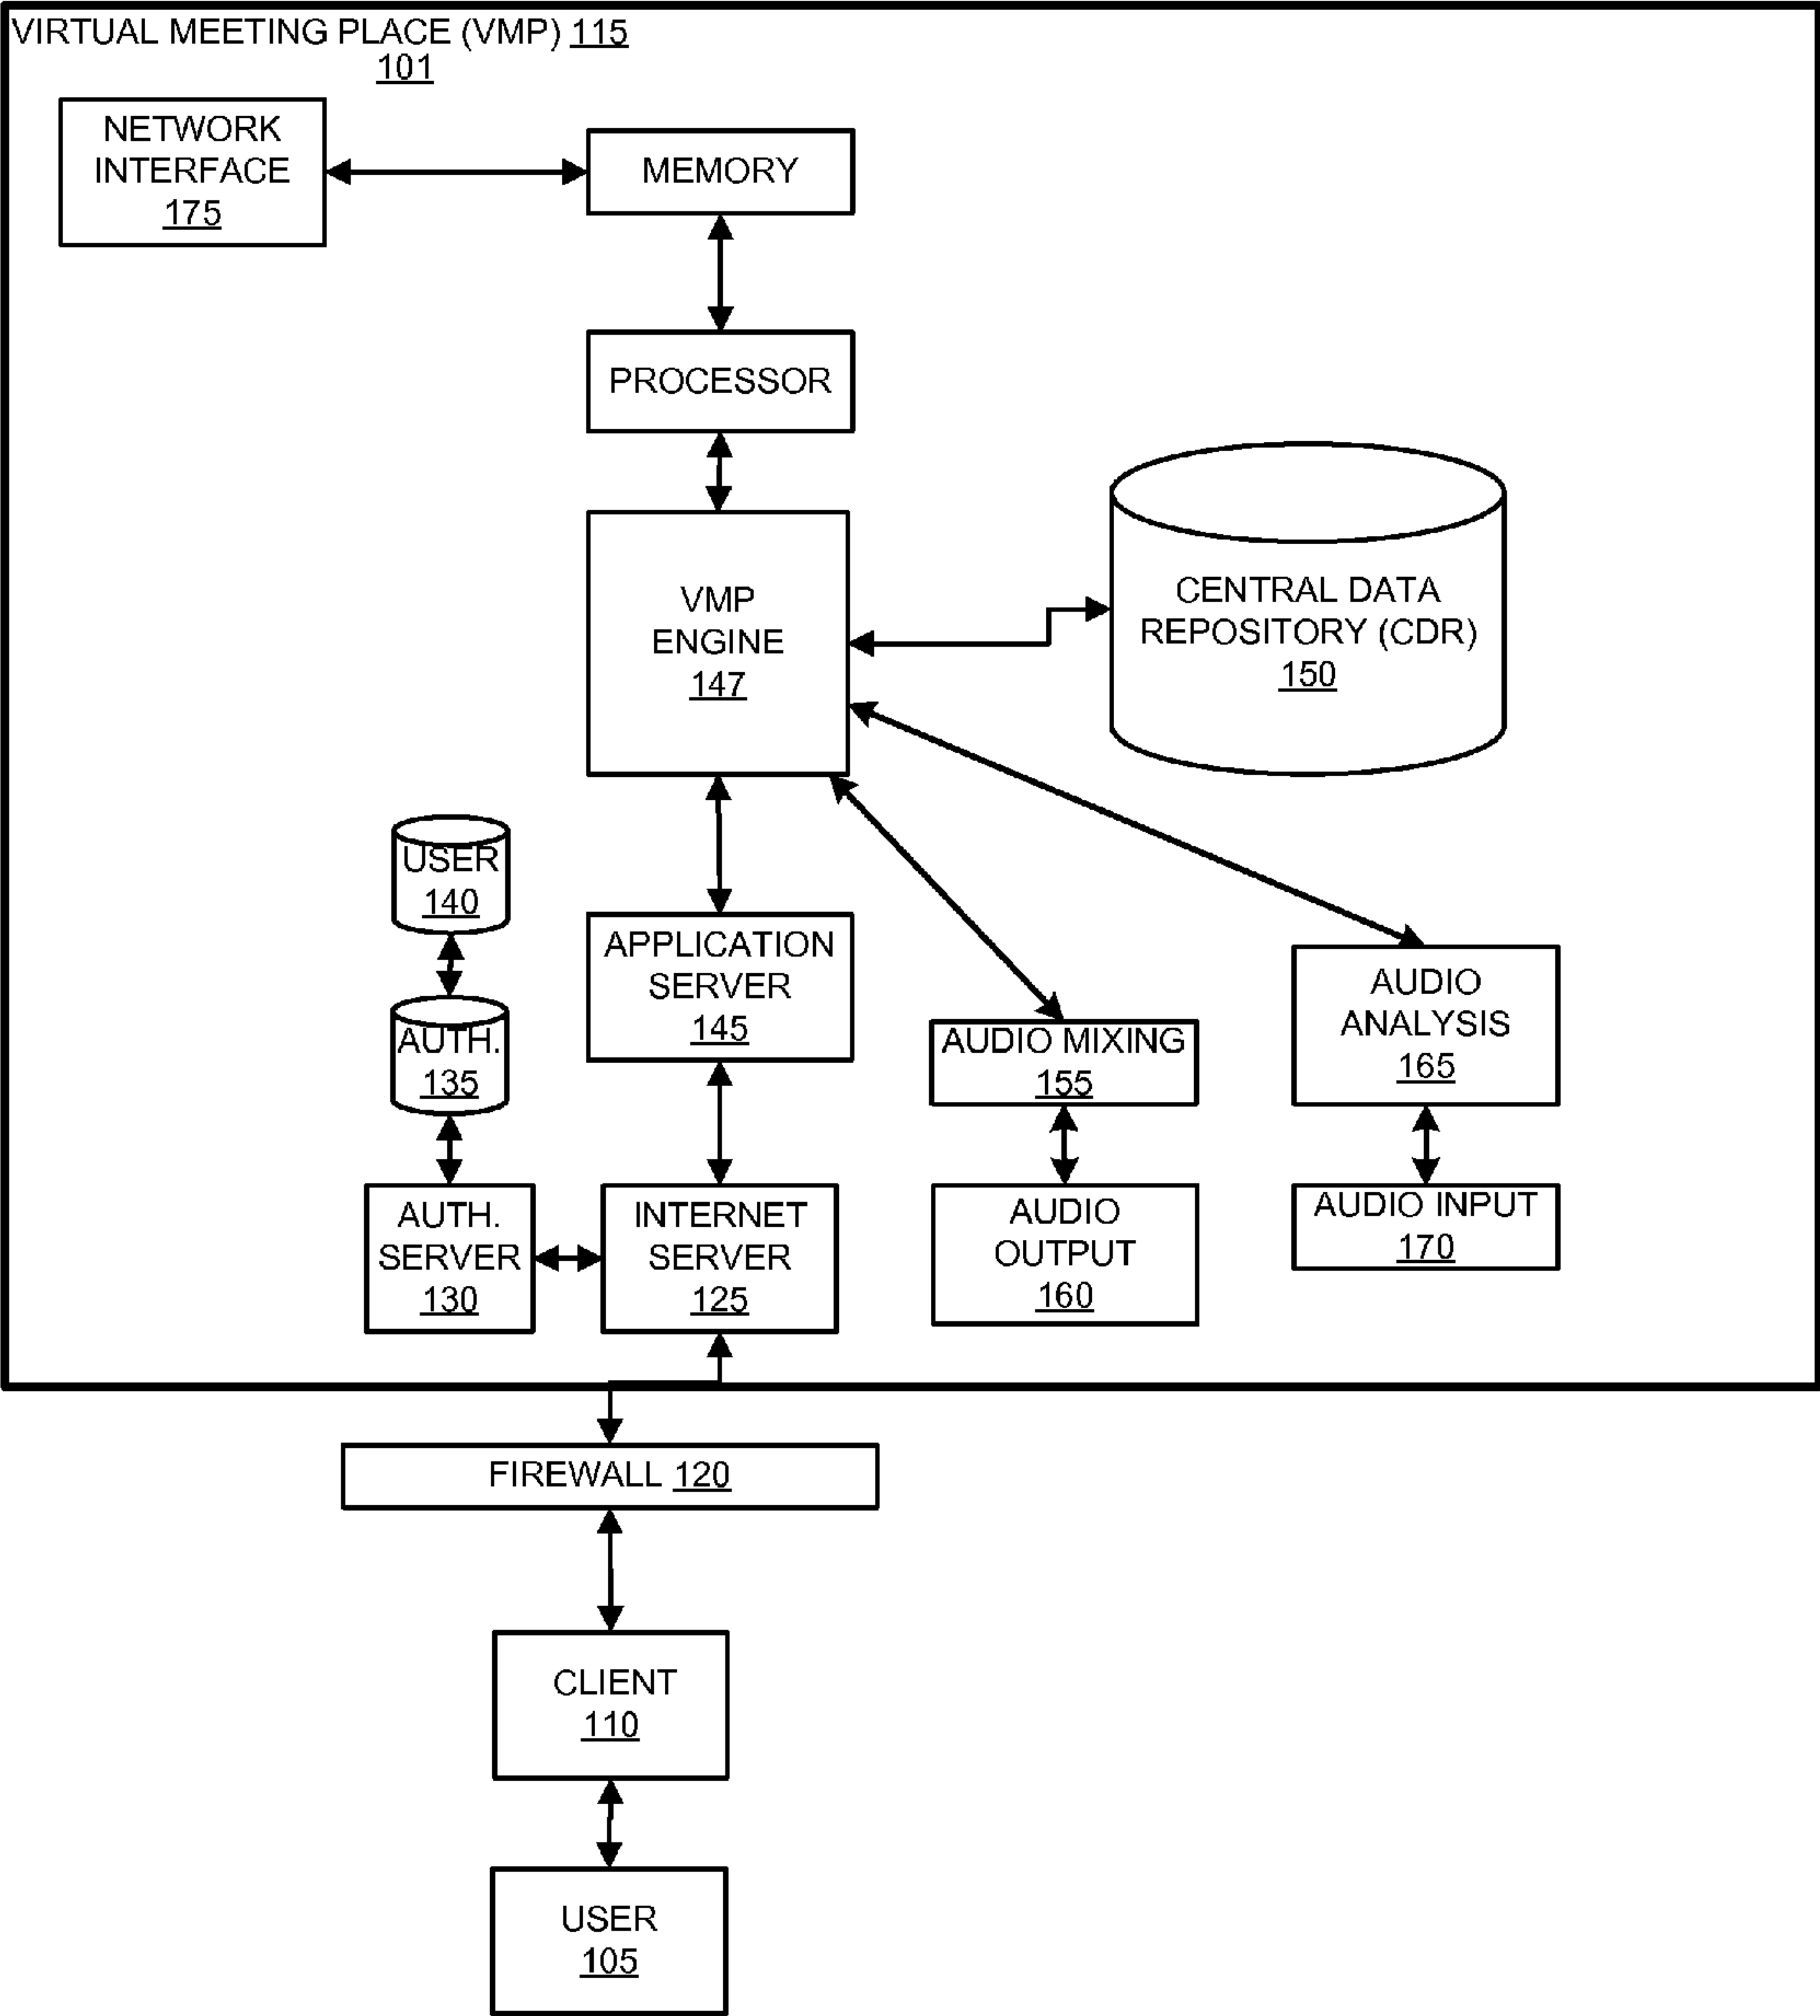 VIRTUAL MEETING PLACE (VMP) 115
101
NETWORK
INTERFACE
175
MEMORY
PROCESSOR
VMP
ENGINE
147
CENTRAL DATA
REPOSITORY (CDR)
150
USER
140
AUTH.
135
APPLICATION
SERVER
145
AUDIO MIXING
155
AUDIO
ANALYSIS
165
AUTH.
SERVER
130
INTERNET
SERVER
125
AUDIO
OUTPUT
160
AUDIO INPUT
170
FIREWALL 120
CLIENT
110
USER
105